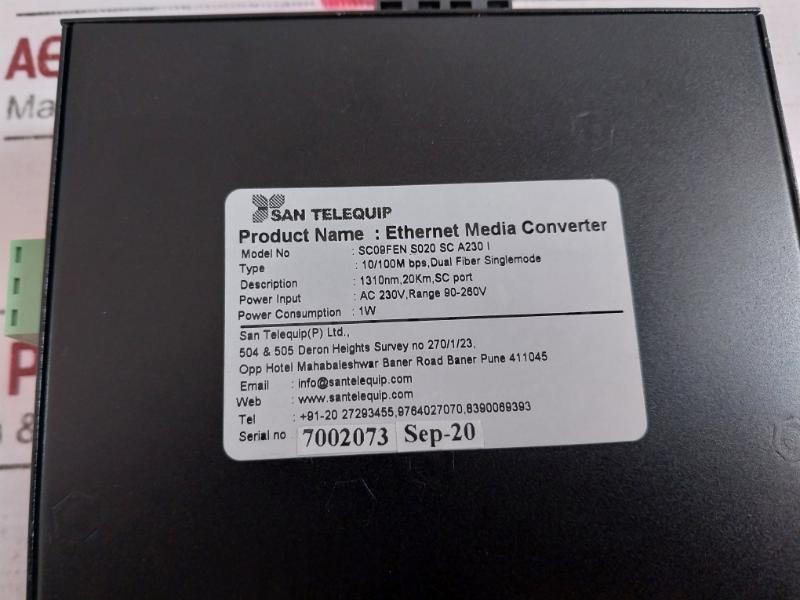 AE
Ma
SAN TELEQUIP
Product Name : Ethernet Media Converter
Model No : SC09FEN S020 SC A230 I
Type : 10/100M bps,Dual Fiber Singlemode
Description : 1310nm,20Km,SC port
Power Input : AC 230V,Range 90-260V
Power Consumption : 1W
San Telequip(P) Ltd.,
504 & 505 Deron Heights Survey no 270/1/23,
Opp Hotel Mahabaleshwar Baner Road Baner Pune 411045
Email : info@santelequip.com
Web : www.santelequip.com
Tel : +91-20 27293455,9764027070,8390069393
Serial no 7002073 Sep-20
P
&